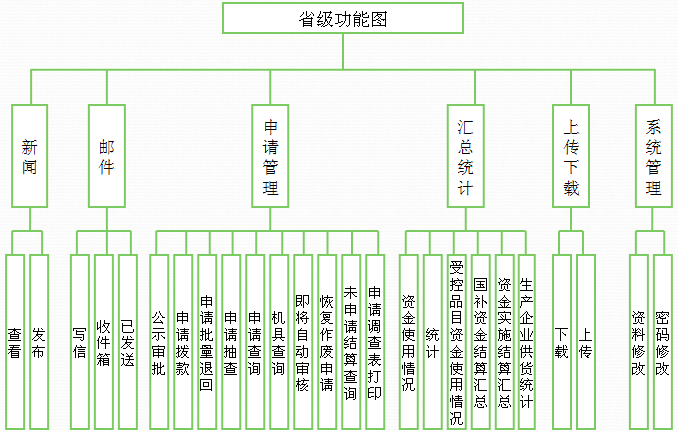 省级功能图
新闻
邮件
申请管理
汇总统计
上传下载
系统管理
查看
发布
写信
收件箱
已发送
公示审批
申请拨款
申请批量退回
申请抽查
申请查询
机具查询
即将自动审核
恢复作废申请
未申请结算查询
申请调查表打印
资金使用情况
统计
受控品目资金使用情况
国补资金结算汇总
资金实施结算汇总
生产企业供货统计
下载
上传
资料修改
密码修改